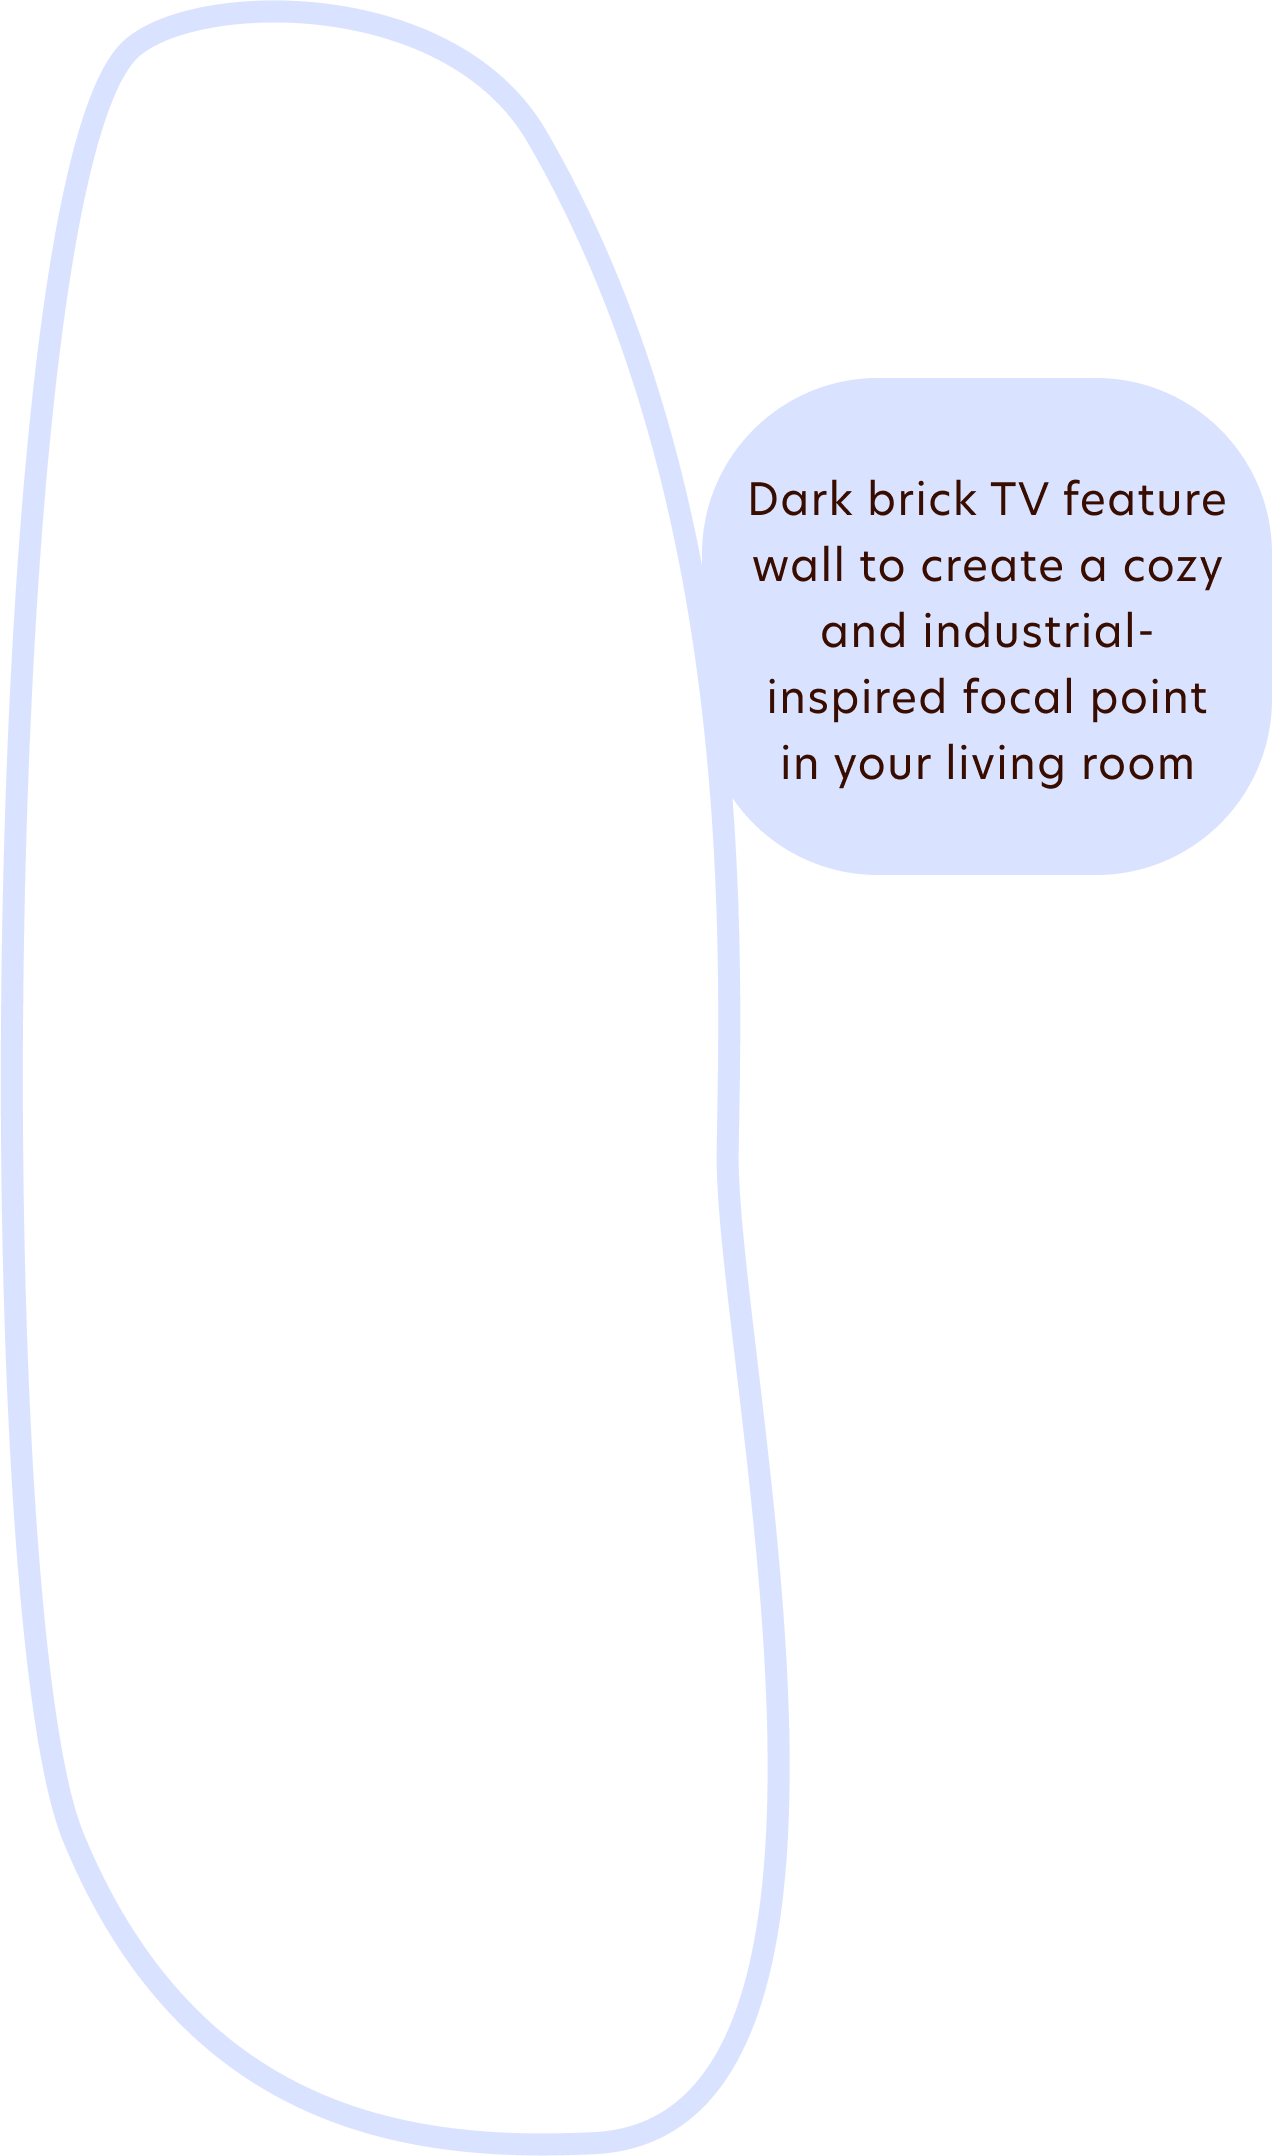 Dark brick TV feature
wall to create a cozy
and industrial-
inspired focal point
in your living room